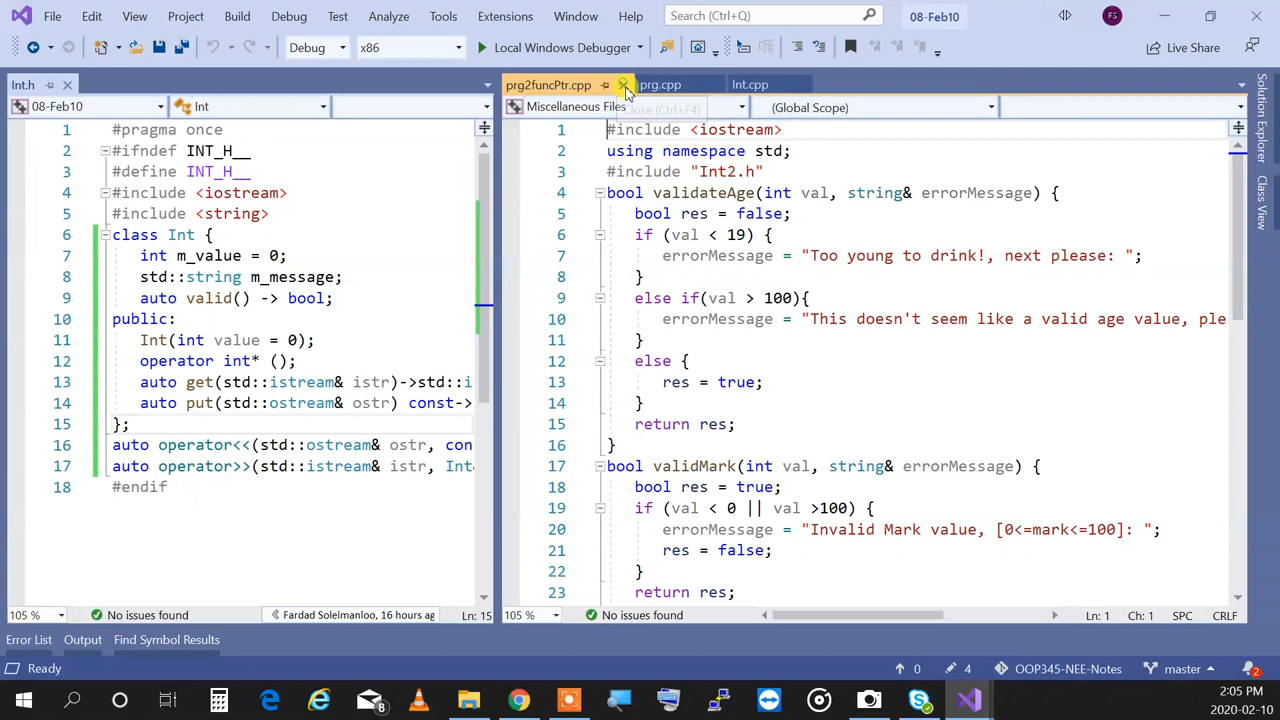 File Edit View Project Build Debug Test Analyze Tools Extensions Window Help Search (Ctrl+Q) 08-Feb10 FS
Debug x86 Local Windows Debugger Live Share
Int.h prg2funcPtr.cpp prg.cpp Int.cpp
08-Feb10 Int Miscellaneous Files Close (Ctrl+F4) (Global Scope)
1 #pragma once
2 #ifndef INT_H__
3 #define INT_H__
4 #include <iostream>
5 #include <string>
6 class Int {
7 int m_value = 0;
8 std::string m_message;
9 auto valid() -> bool;
10 public:
11 Int(int value = 0);
12 operator int* ();
13 auto get(std::istream& istr)->std::i
14 auto put(std::ostream& ostr) const->
15 };
16 auto operator<<(std::ostream& ostr, con
17 auto operator>>(std::istream& istr, Int
18 #endif
1 #include <iostream>
2 using namespace std;
3 #include "Int2.h"
4 bool validateAge(int val, string& errorMessage) {
5 bool res = false;
6 if (val < 19) {
7 errorMessage = "Too young to drink!, next please: ";
8 }
9 else if(val > 100){
10 errorMessage = "This doesn't seem like a valid age value, ple
11 }
12 else {
13 res = true;
14 }
15 return res;
16 }
17 bool validMark(int val, string& errorMessage) {
18 bool res = true;
19 if (val < 0 || val >100) {
20 errorMessage = "Invalid Mark value, [0<=mark<=100]: ";
21 res = false;
22 }
23 return res;
105 % No issues found Fardad Soleimanloo, 16 hours ag Ln: 15
105 % No issues found Ln: 1 Ch: 1 SPC CRLF
Solution Explorer
Class View
Error List Output Find Symbol Results
Ready 0 4 OOP345-NEE-Notes master 2
8 2:05 PM
2020-02-10